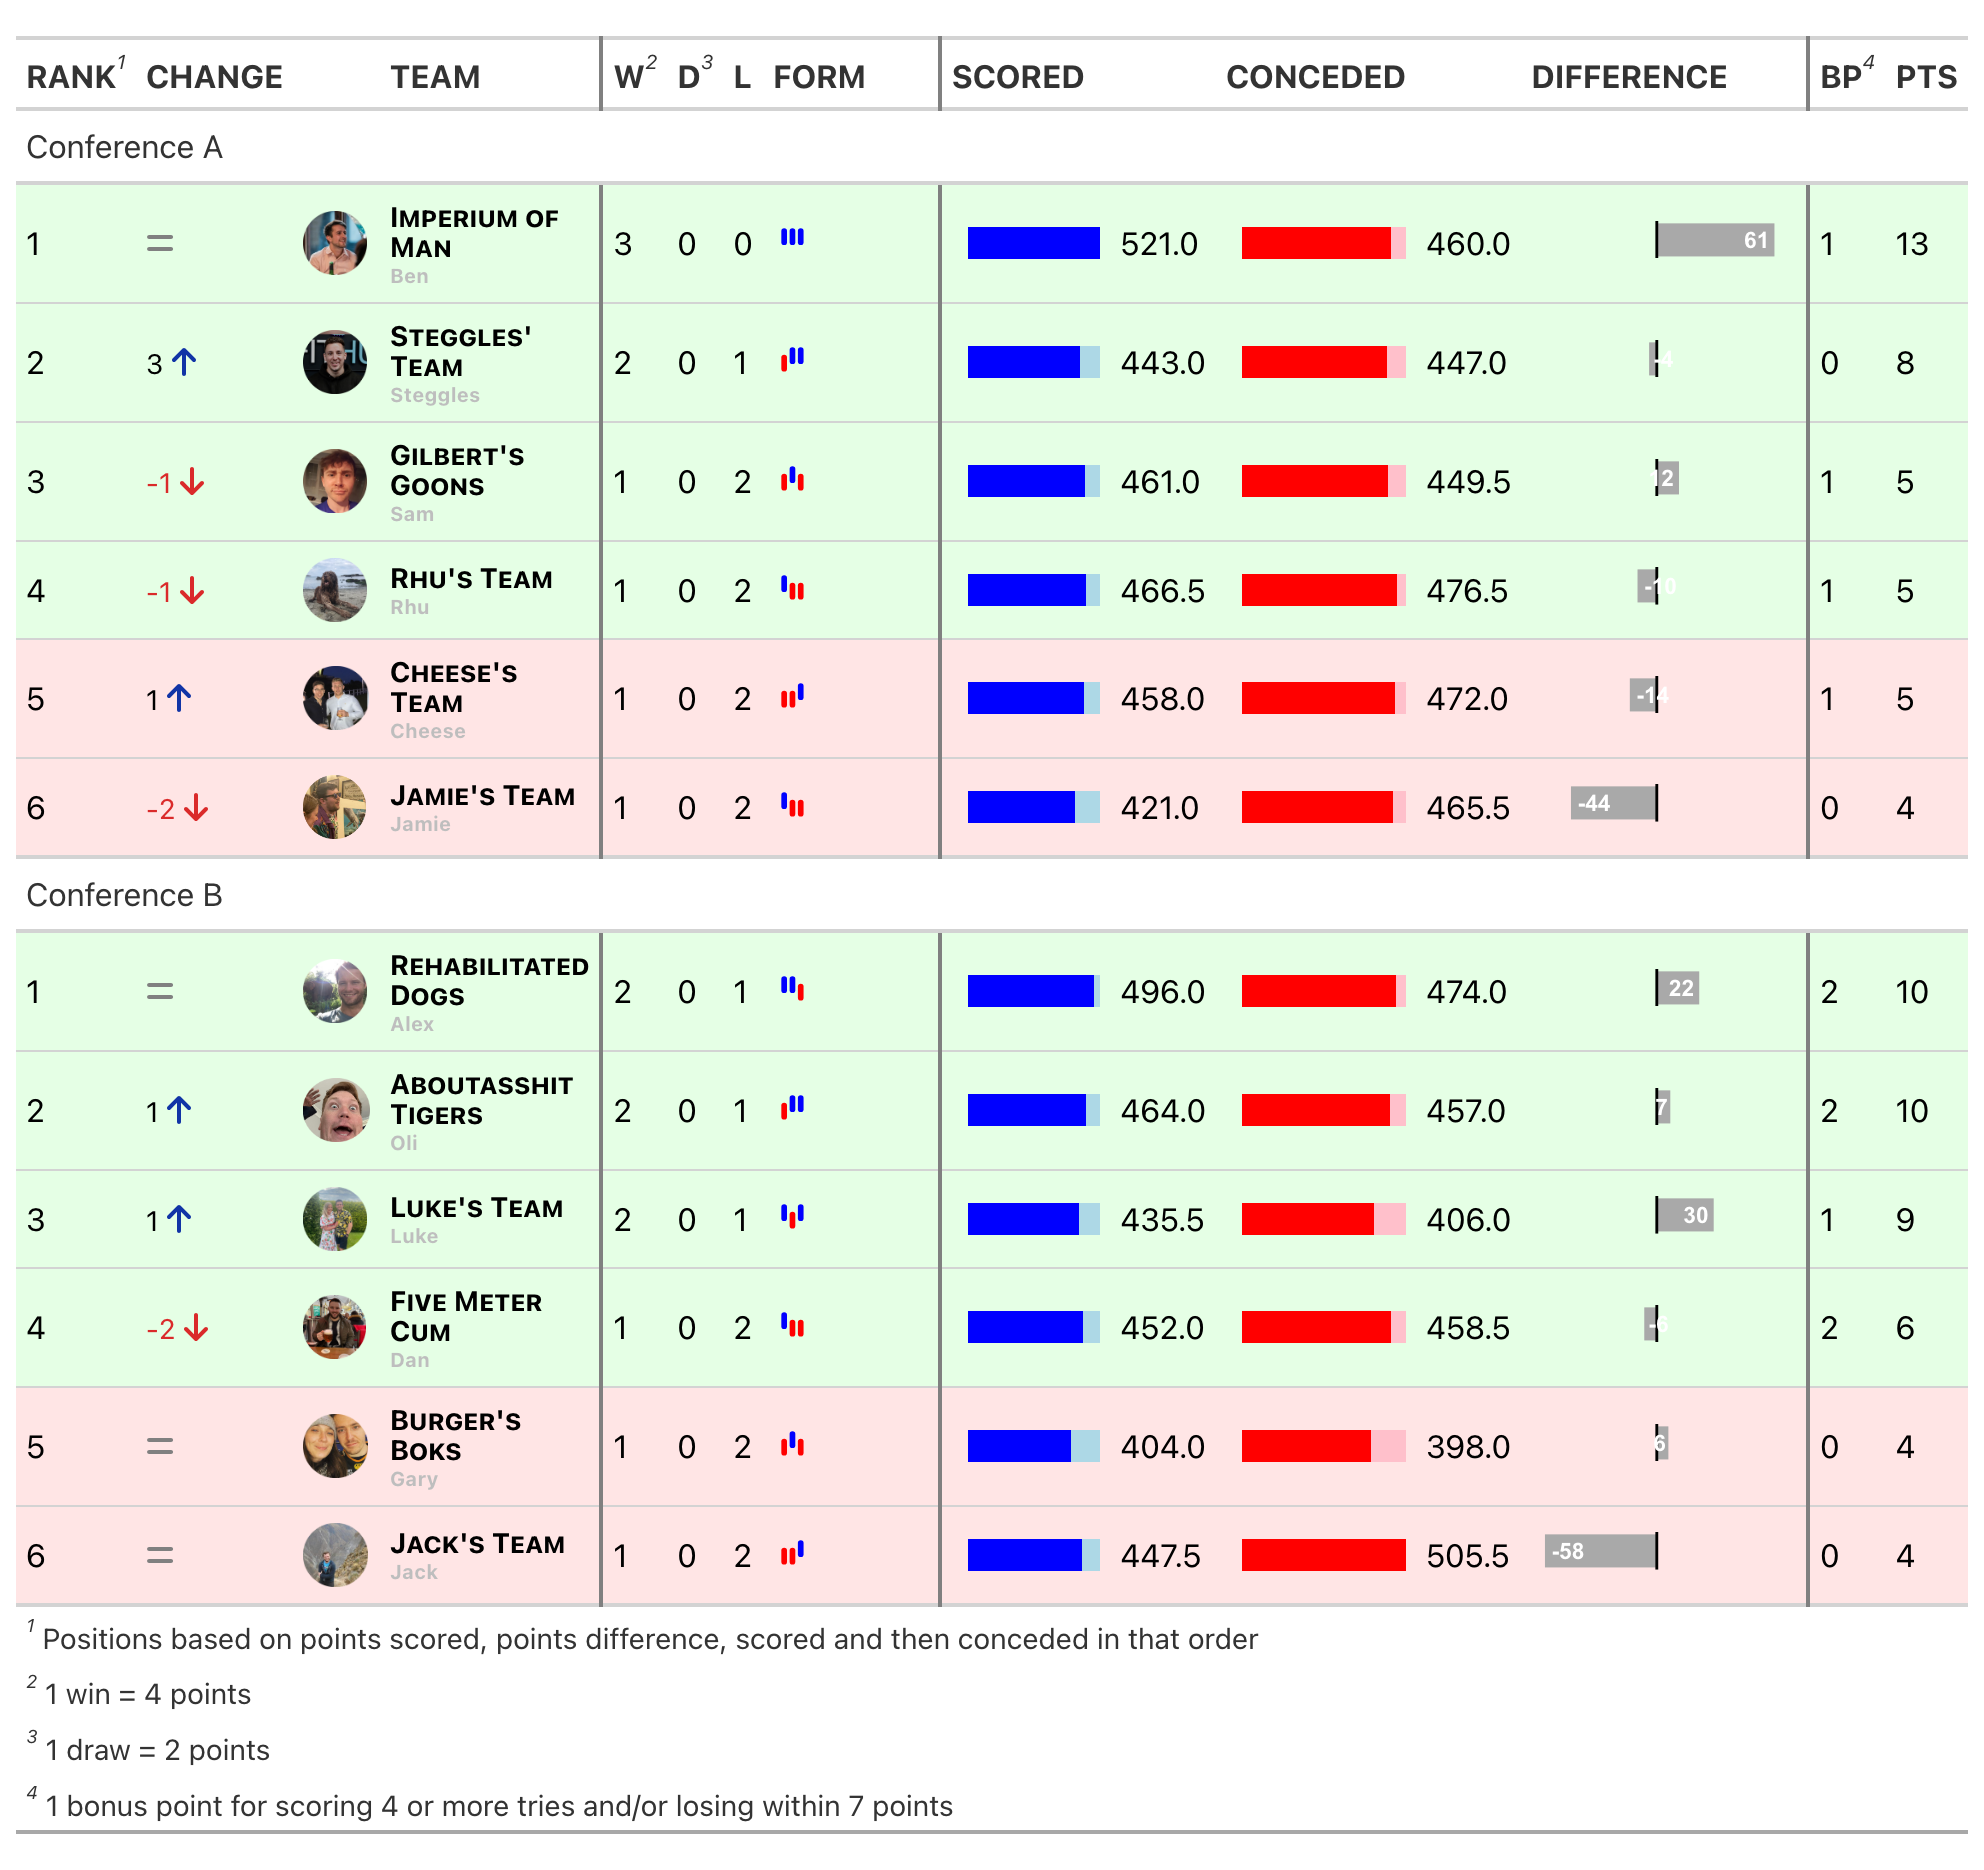 RANK¹ CHANGE TEAM W² D³ L FORM SCORED CONCEDED DIFFERENCE BP⁴ PTS
Conference A
1 = IMPERIUM OF MAN Ben 3 0 0 521.0 460.0 61 1 13
2 3 ↑ STEGGLES' TEAM Steggles 2 0 1 443.0 447.0 -4 0 8
3 -1 ↓ GILBERT'S GOONS Sam 1 0 2 461.0 449.5 12 1 5
4 -1 ↓ RHU'S TEAM Rhu 1 0 2 466.5 476.5 -10 1 5
5 1 ↑ CHEESE'S TEAM Cheese 1 0 2 458.0 472.0 -14 1 5
6 -2 ↓ JAMIE'S TEAM Jamie 1 0 2 421.0 465.5 -44 0 4
Conference B
1 = REHABILITATED DOGS Alex 2 0 1 496.0 474.0 22 2 10
2 1 ↑ ABOUTASSHIT TIGERS Oli 2 0 1 464.0 457.0 7 2 10
3 1 ↑ LUKE'S TEAM Luke 2 0 1 435.5 406.0 30 1 9
4 -2 ↓ FIVE METER CUM Dan 1 0 2 452.0 458.5 -6 2 6
5 = BURGER'S BOKS Gary 1 0 2 404.0 398.0 6 0 4
6 = JACK'S TEAM Jack 1 0 2 447.5 505.5 -58 0 4
¹ Positions based on points scored, points difference, scored and then conceded in that order
² 1 win = 4 points
³ 1 draw = 2 points
⁴ 1 bonus point for scoring 4 or more tries and/or losing within 7 points